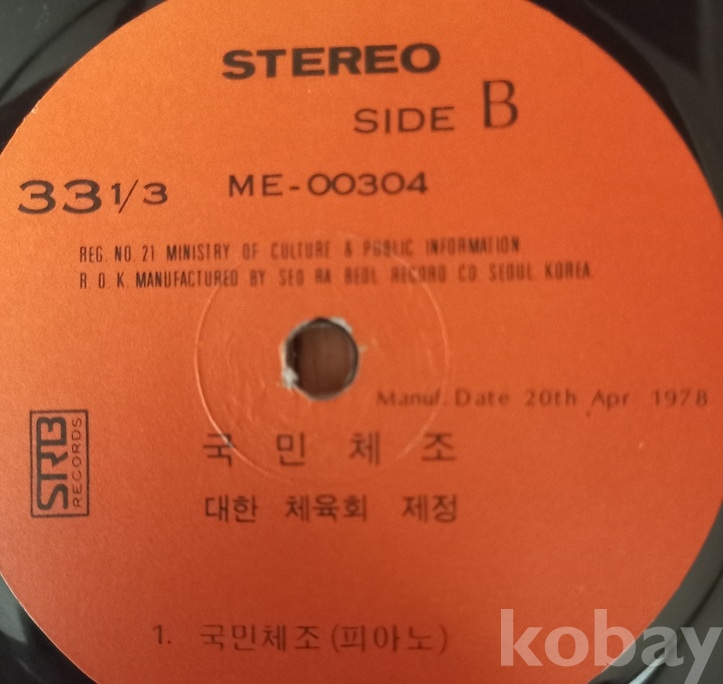 STEREO
SIDE B
33 1/3 ME-00304
REG. NO. 21 MINISTRY OF CULTURE & PUBLIC INFORMATION
R. O. K. MANUFACTURED BY SEO RA BEOL RECORD CO. SEOUL. KOREA.
Manuf. Date 20th Apr 1978
SRB
RECORDS
국 민 체 조
대한 체육회 제정
1. 국민체조(피아노)
kobay